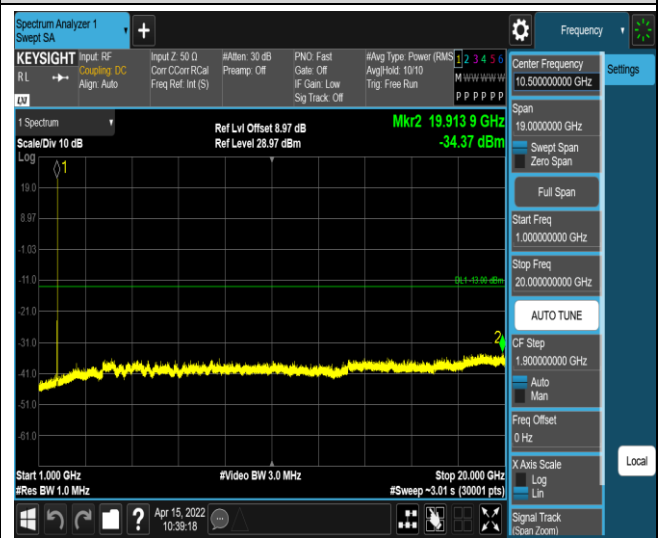 Spectrum Analyzer 1
Swept SA
+
Frequency
KEYSIGHT
RL
LXI
Input: RF
Coupling: DC
Align: Auto
Input Z: 50 Ω
Corr CCorr RCal
Freq Ref: Int (S)
#Atten: 30 dB
Preamp: Off
PNO: Fast
Gate: Off
IF Gain: Low
Sig Track: Off
#Avg Type: Power (RMS
Avg|Hold: 10/10
Trig: Free Run
1 2 3 4 5 6
M W W W W W
P P P P P P
1 Spectrum
Scale/Div 10 dB
Log
Ref Lvl Offset 8.97 dB
Ref Level 28.97 dBm
Mkr2 19.913 9 GHz
-34.37 dBm
1
19.0
8.97
-1.03
-11.0
DL1 -13.00 dBm
-21.0
-31.0
2
-41.0
-51.0
-61.0
Start 1.000 GHz
#Res BW 1.0 MHz
#Video BW 3.0 MHz
Stop 20.000 GHz
#Sweep ~3.01 s (30001 pts)
Center Frequency
10.500000000 GHz
Settings
Span
19.0000000 GHz
Swept Span
Zero Span
Full Span
Start Freq
1.000000000 GHz
Stop Freq
20.000000000 GHz
AUTO TUNE
CF Step
1.900000000 GHz
Auto
Man
Freq Offset
0 Hz
X Axis Scale
Log
Lin
Local
Signal Track
(Span Zoom)
?
Apr 15, 2022
10:39:18